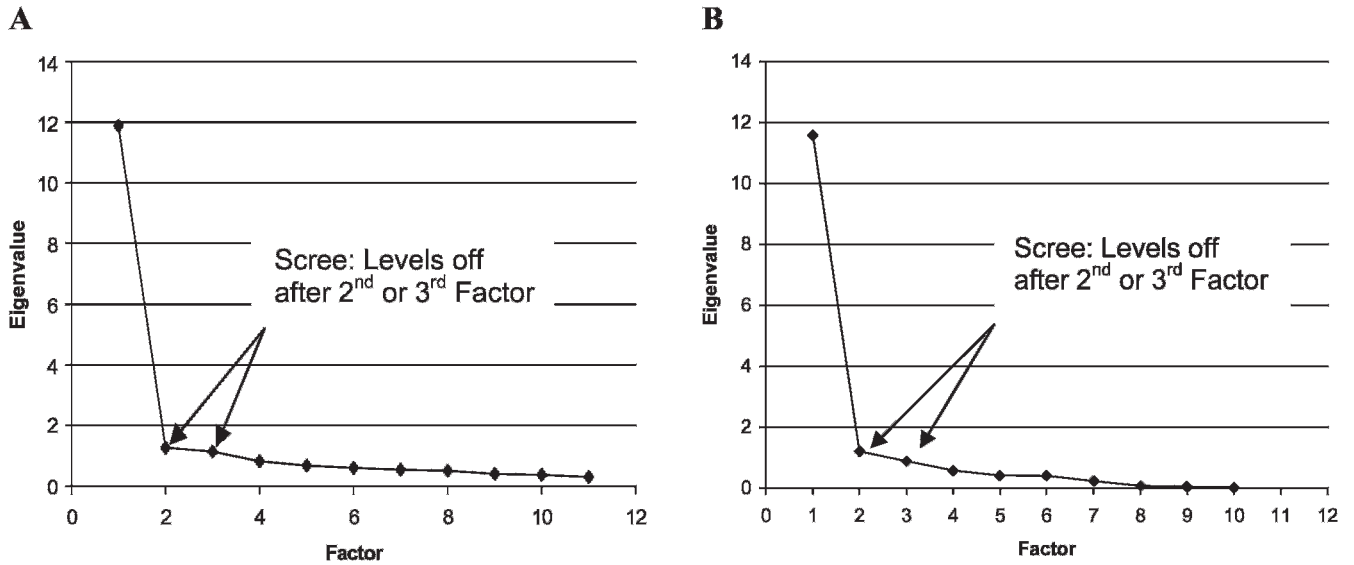 A
14
12
10
8
6
4
2
0
Eigenvalue
Scree: Levels off
after 2nd or 3rd Factor
0 2 4 6 8 10 12
Factor
B
14
12
10
8
6
4
2
0
Eigenvalue
Scree: Levels off
after 2nd or 3rd Factor
0 1 2 3 4 5 6 7 8 9 10 11 12
Factor